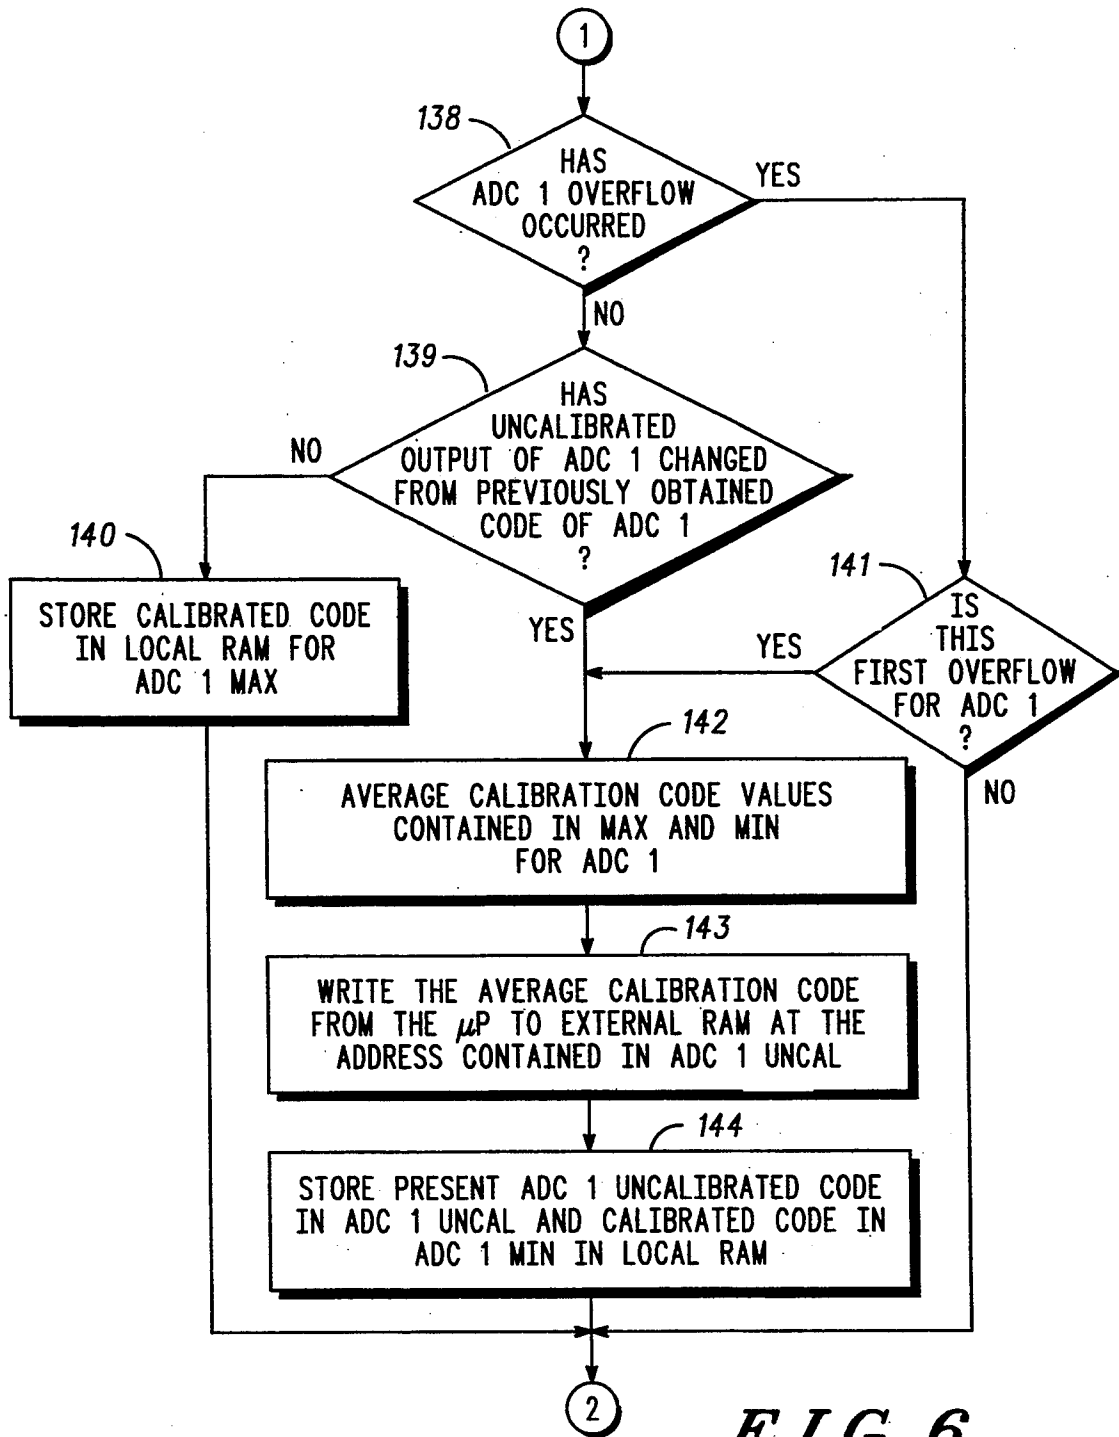 1
138
HAS
ADC 1 OVERFLOW
OCCURRED
?
YES
NO
139
HAS
UNCALIBRATED
OUTPUT OF ADC 1 CHANGED
FROM PREVIOUSLY OBTAINED
CODE OF ADC 1
?
NO
YES
140
STORE CALIBRATED CODE
IN LOCAL RAM FOR
ADC 1 MAX
141
IS
THIS
FIRST OVERFLOW
FOR ADC 1
?
YES
NO
142
AVERAGE CALIBRATION CODE VALUES
CONTAINED IN MAX AND MIN
FOR ADC 1
143
WRITE THE AVERAGE CALIBRATION CODE
FROM THE μP TO EXTERNAL RAM AT THE
ADDRESS CONTAINED IN ADC 1 UNCAL
144
STORE PRESENT ADC 1 UNCALIBRATED CODE
IN ADC 1 UNCAL AND CALIBRATED CODE IN
ADC 1 MIN IN LOCAL RAM
2
FIG. 6